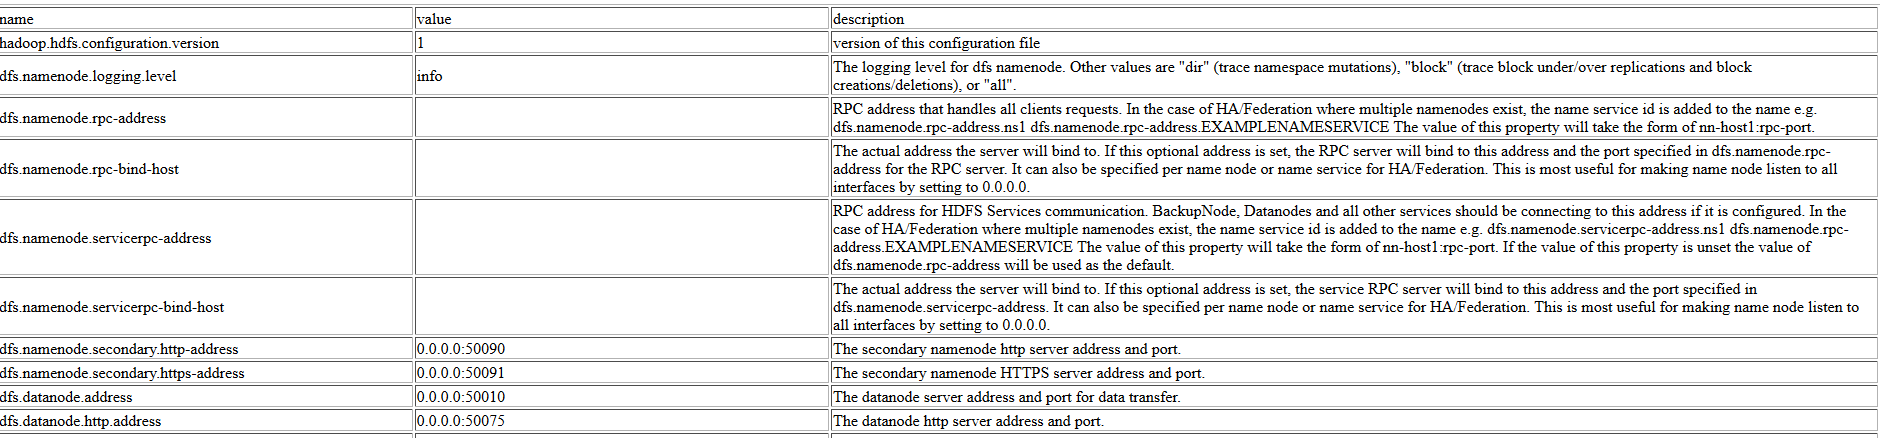 name value description
hadoop.hdfs.configuration.version 1 version of this configuration file
dfs.namenode.logging.level info The logging level for dfs namenode. Other values are "dir" (trace namespace mutations), "block" (trace block under/over replications and block
creations/deletions), or "all".
dfs.namenode.rpc-address RPC address that handles all clients requests. In the case of HA/Federation where multiple namenodes exist, the name service id is added to the name e.g.
dfs.namenode.rpc-address.ns1 dfs.namenode.rpc-address.EXAMPLENAMESERVICE The value of this property will take the form of nn-host1:rpc-port.
dfs.namenode.rpc-bind-host The actual address the server will bind to. If this optional address is set, the RPC server will bind to this address and the port specified in dfs.namenode.rpc-
address for the RPC server. It can also be specified per name node or name service for HA/Federation. This is most useful for making name node listen to all
interfaces by setting to 0.0.0.0.
dfs.namenode.servicerpc-address RPC address for HDFS Services communication. BackupNode, Datanodes and all other services should be connecting to this address if it is configured. In the
case of HA/Federation where multiple namenodes exist, the name service id is added to the name e.g. dfs.namenode.servicerpc-address.ns1 dfs.namenode.rpc-
address.EXAMPLENAMESERVICE The value of this property will take the form of nn-host1:rpc-port. If the value of this property is unset the value of
dfs.namenode.rpc-address will be used as the default.
dfs.namenode.servicerpc-bind-host The actual address the server will bind to. If this optional address is set, the service RPC server will bind to this address and the port specified in
dfs.namenode.servicerpc-address. It can also be specified per name node or name service for HA/Federation. This is most useful for making name node listen to
all interfaces by setting to 0.0.0.0.
dfs.namenode.secondary.http-address 0.0.0.0:50090 The secondary namenode http server address and port.
dfs.namenode.secondary.https-address 0.0.0.0:50091 The secondary namenode HTTPS server address and port.
dfs.datanode.address 0.0.0.0:50010 The datanode server address and port for data transfer.
dfs.datanode.http.address 0.0.0.0:50075 The datanode http server address and port.